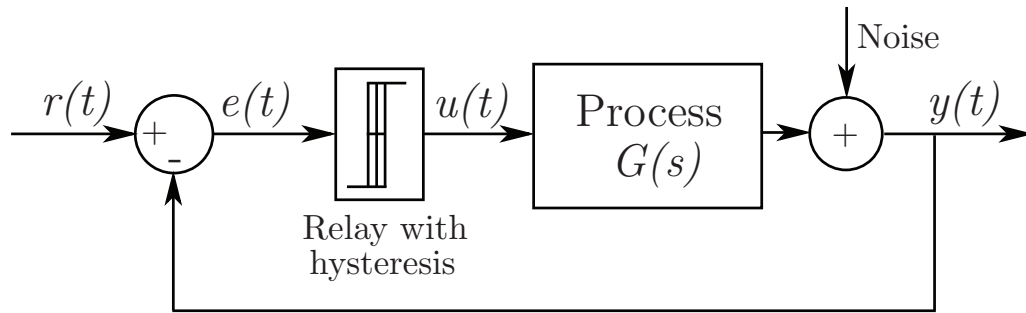 Noise
r(t)
+
-
e(t)
u(t)
Process
G(s)
+
y(t)
Relay with
hysteresis